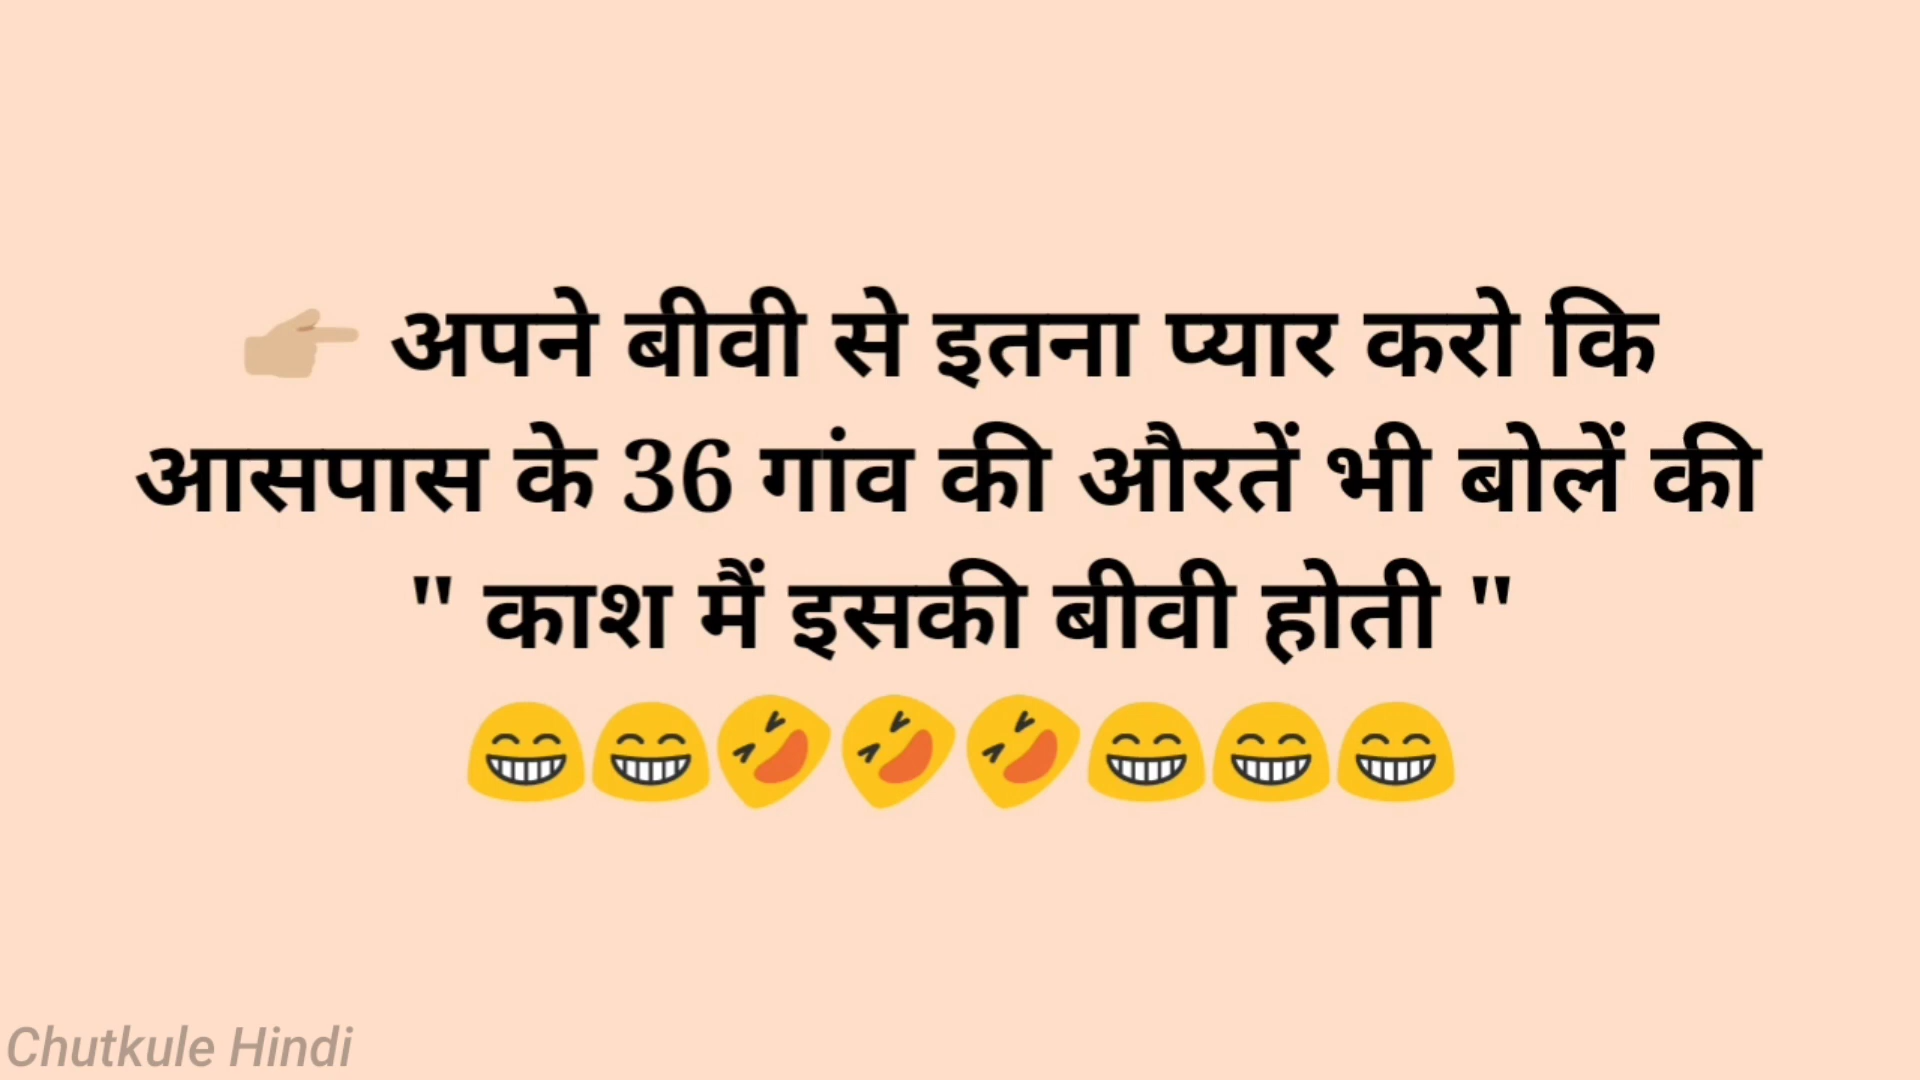 👉🏼 अपने बीवी से इतना प्यार करो कि
आसपास के 36 गांव की औरतें भी बोलें की
" काश मैं इसकी बीवी होती "
😁😁🤣🤣🤣😁😁😁
Chutkule Hindi